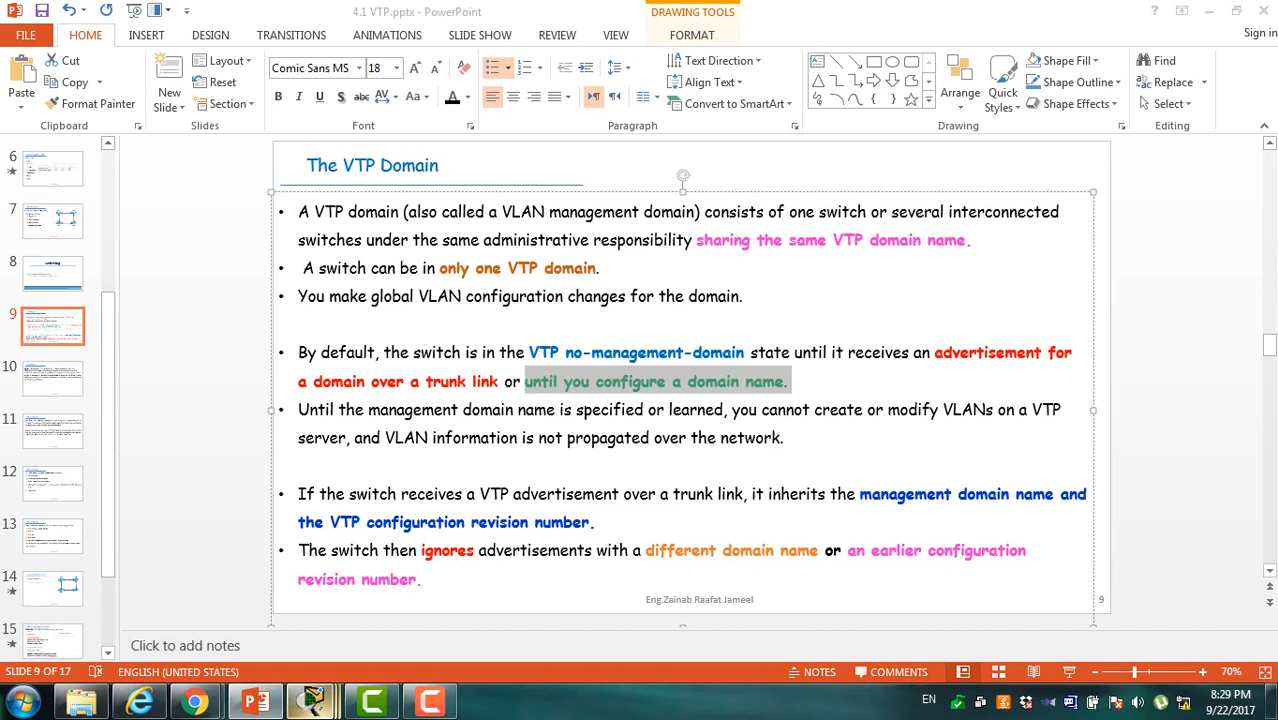 4.1 VTP.pptx - PowerPoint
DRAWING TOOLS
?
FILE
HOME
INSERT
DESIGN
TRANSITIONS
ANIMATIONS
SLIDE SHOW
REVIEW
VIEW
FORMAT
Sign in
Paste
Cut
Copy
Format Painter
Clipboard
New
Slide
Layout
Reset
Section
Slides
Comic Sans MS
18
Font
Text Direction
Align Text
Convert to SmartArt
Paragraph
Arrange
Quick
Styles
Shape Fill
Shape Outline
Shape Effects
Drawing
Find
Replace
Select
Editing
6
7
8
9
10
11
12
13
14
15
The VTP Domain
• A VTP domain (also called a VLAN management domain) consists of one switch or several interconnected
switches under the same administrative responsibility sharing the same VTP domain name.
• A switch can be in only one VTP domain.
• You make global VLAN configuration changes for the domain.
• By default, the switch is in the VTP no-management-domain state until it receives an advertisement for
a domain over a trunk link or until you configure a domain name.
• Until the management domain name is specified or learned, you cannot create or modify VLANs on a VTP
server, and VLAN information is not propagated over the network.
• If the switch receives a VTP advertisement over a trunk link, it inherits the management domain name and
the VTP configuration revision number.
• The switch then ignores advertisements with a different domain name or an earlier configuration
revision number.
Eng.Zainab Raafat Jameel
9
Click to add notes
SLIDE 9 OF 17
ENGLISH (UNITED STATES)
NOTES
COMMENTS
70%
EN
8:29 PM
9/22/2017